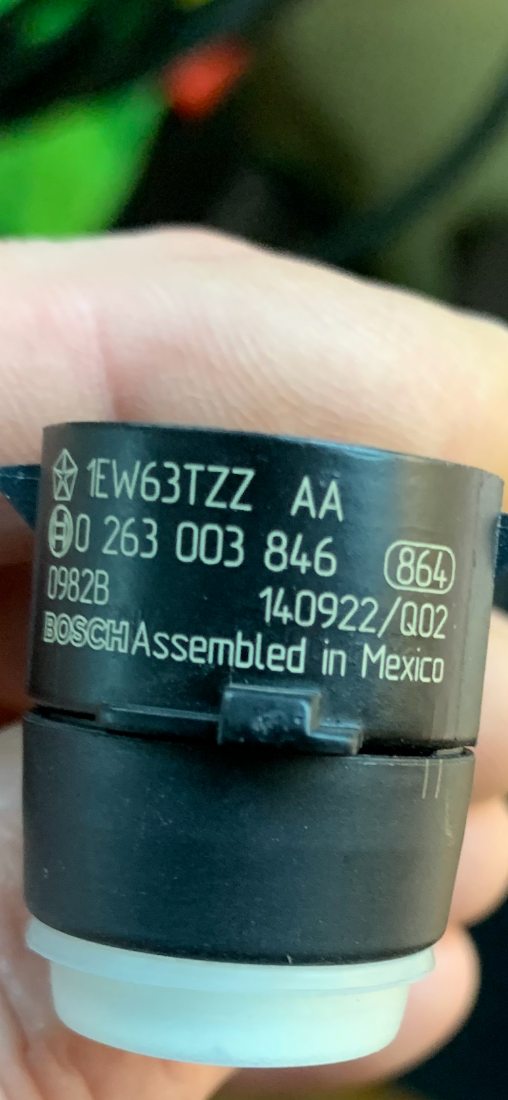 1EW63TZZ AA
0 263 003 846 864
0982B 140922/Q02
BOSCH Assembled in Mexico